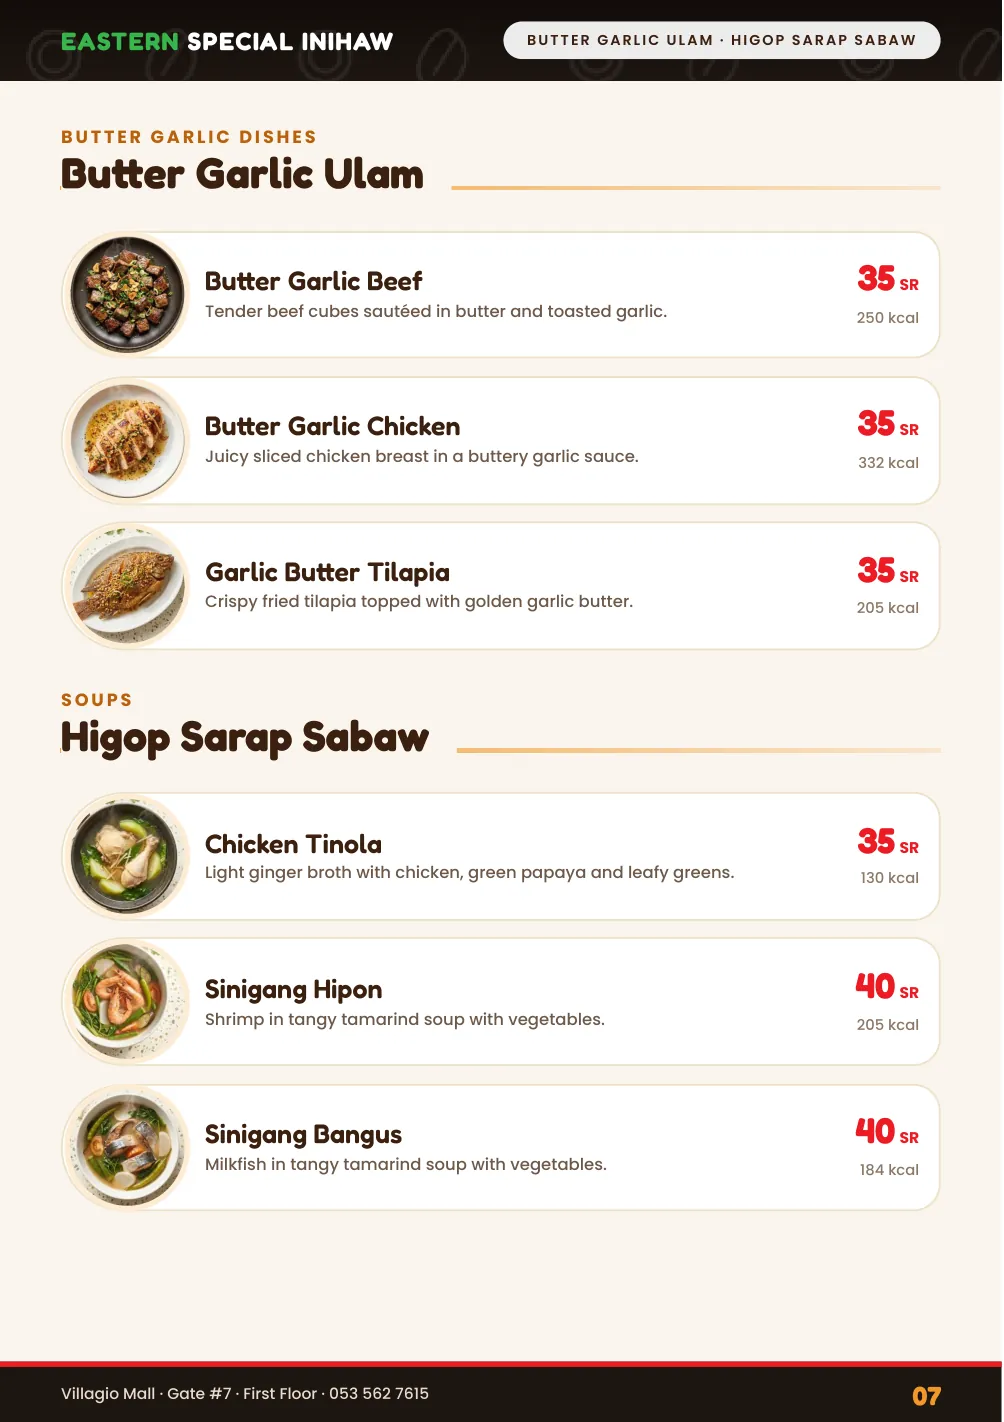 EASTERN SPECIAL INIHAW
BUTTER GARLIC ULAM · HIGOP SARAP SABAW
BUTTER GARLIC DISHES
Butter Garlic Ulam
Butter Garlic Beef
Tender beef cubes sautéed in butter and toasted garlic.
35 SR
250 kcal
Butter Garlic Chicken
Juicy sliced chicken breast in a buttery garlic sauce.
35 SR
332 kcal
Garlic Butter Tilapia
Crispy fried tilapia topped with golden garlic butter.
35 SR
205 kcal
SOUPS
Higop Sarap Sabaw
Chicken Tinola
Light ginger broth with chicken, green papaya and leafy greens.
35 SR
130 kcal
Sinigang Hipon
Shrimp in tangy tamarind soup with vegetables.
40 SR
205 kcal
Sinigang Bangus
Milkfish in tangy tamarind soup with vegetables.
40 SR
184 kcal
Villagio Mall · Gate #7 · First Floor · 053 562 7615
07